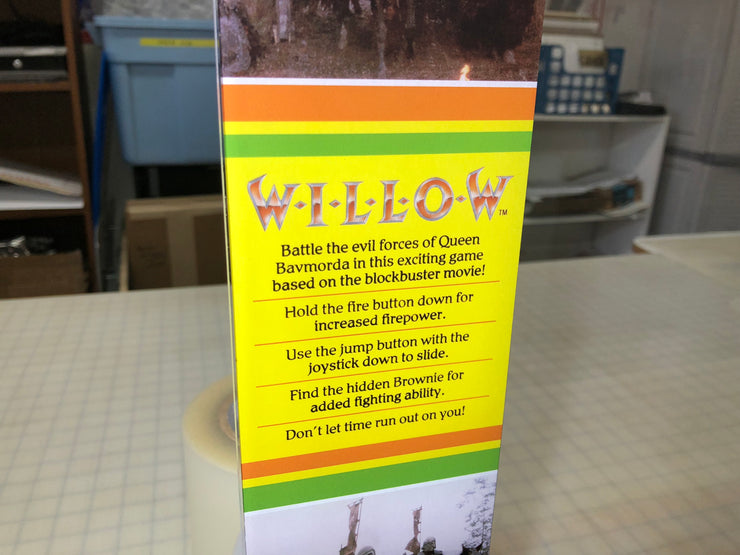 W·I·L·L·O·W™
Battle the evil forces of Queen
Bavmorda in this exciting game
based on the blockbuster movie!
Hold the fire button down for
increased firepower.
Use the jump button with the
joystick down to slide.
Find the hidden Brownie for
added fighting ability.
Don't let time run out on you!